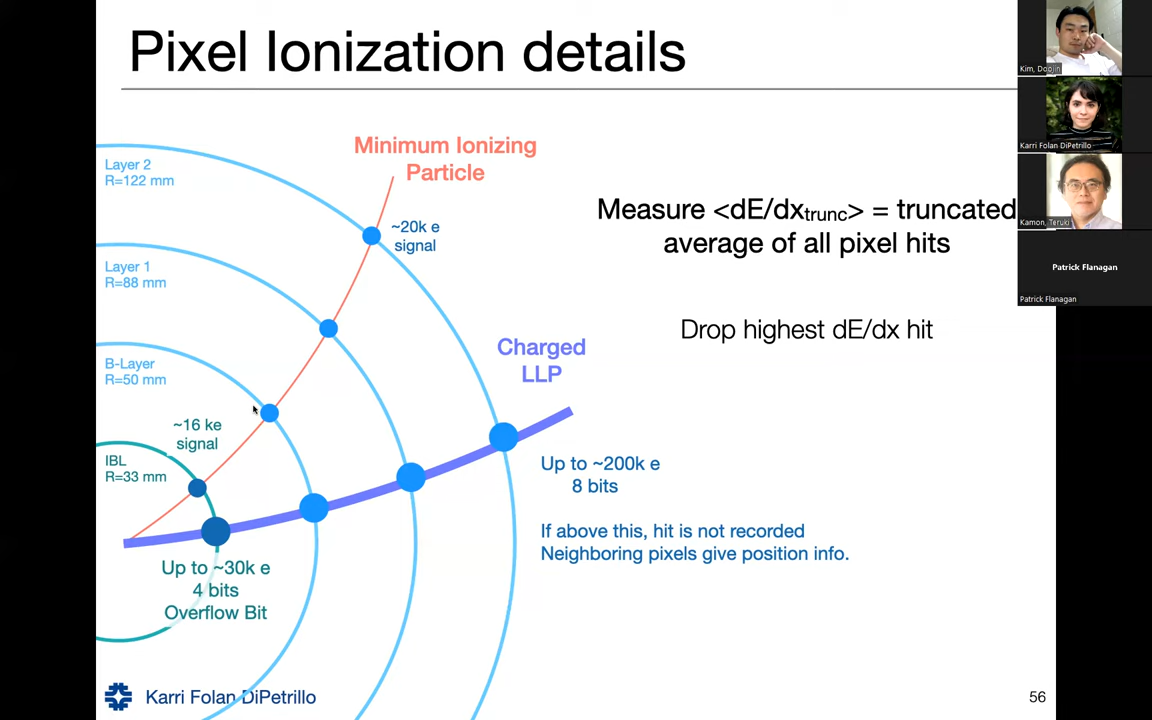 Pixel Ionization details
Layer 2
R=122 mm
Minimum Ionizing
Particle
~20k e
signal
Layer 1
R=88 mm
B-Layer
R=50 mm
~16 ke
signal
IBL
R=33 mm
Charged
LLP
Up to ~30k e
4 bits
Overflow Bit
Measure <dE/dxtrunc> = truncated
average of all pixel hits
Drop highest dE/dx hit
Up to ~200k e
8 bits
If above this, hit is not recorded
Neighboring pixels give position info.
Karri Folan DiPetrillo
56
Kim, Doojin
Karri Folan DiPetrillo
Kamon, Teruki
Patrick Flanagan
Patrick Flanagan